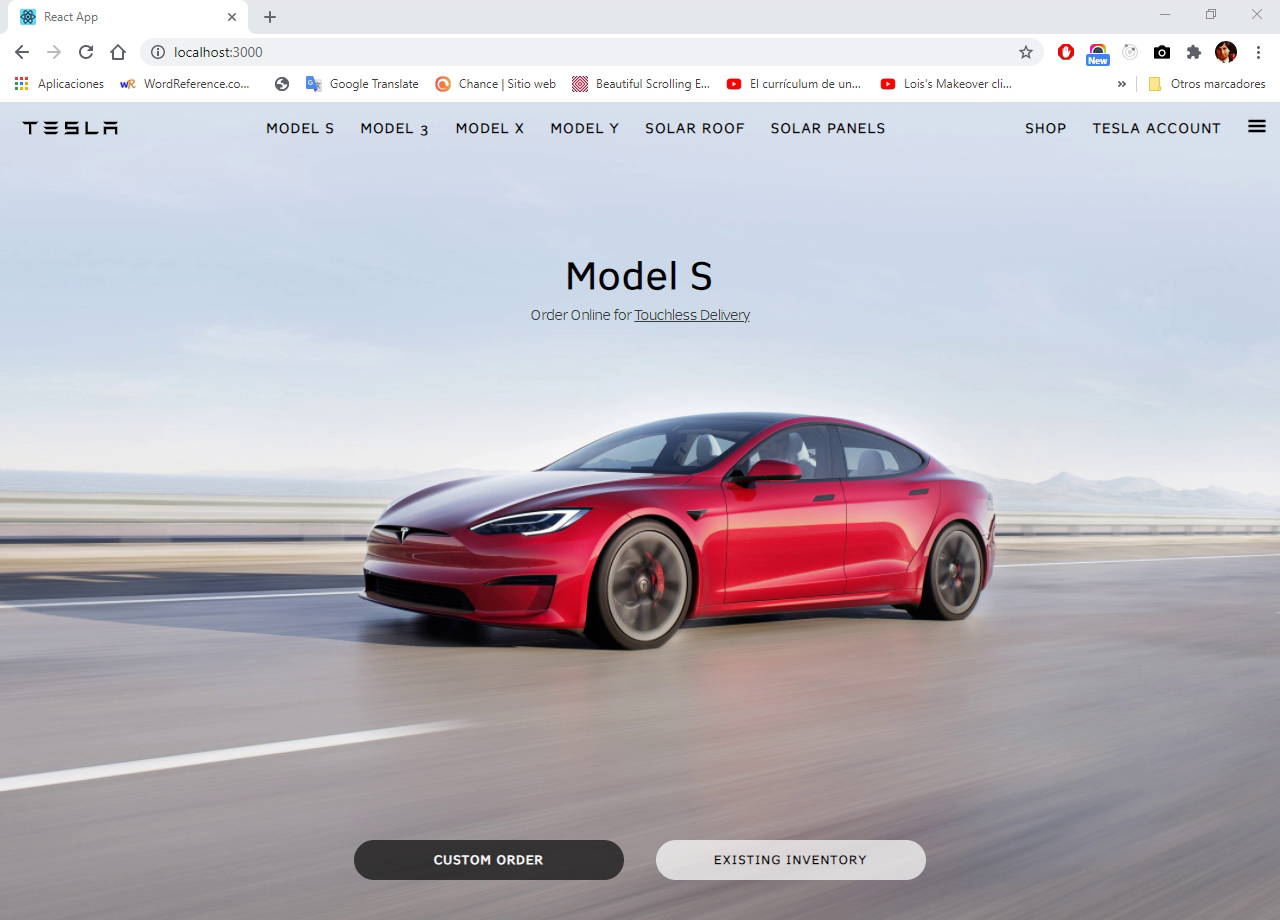 React App
localhost:3000
New
Aplicaciones
WordReference.co...
Google Translate
Chance | Sitio web
Beautiful Scrolling E...
El currículum de un...
Lois's Makeover cli...
»
Otros marcadores
TESLA
MODEL S
MODEL 3
MODEL X
MODEL Y
SOLAR ROOF
SOLAR PANELS
SHOP
TESLA ACCOUNT
Model S
Order Online for Touchless Delivery
CUSTOM ORDER
EXISTING INVENTORY